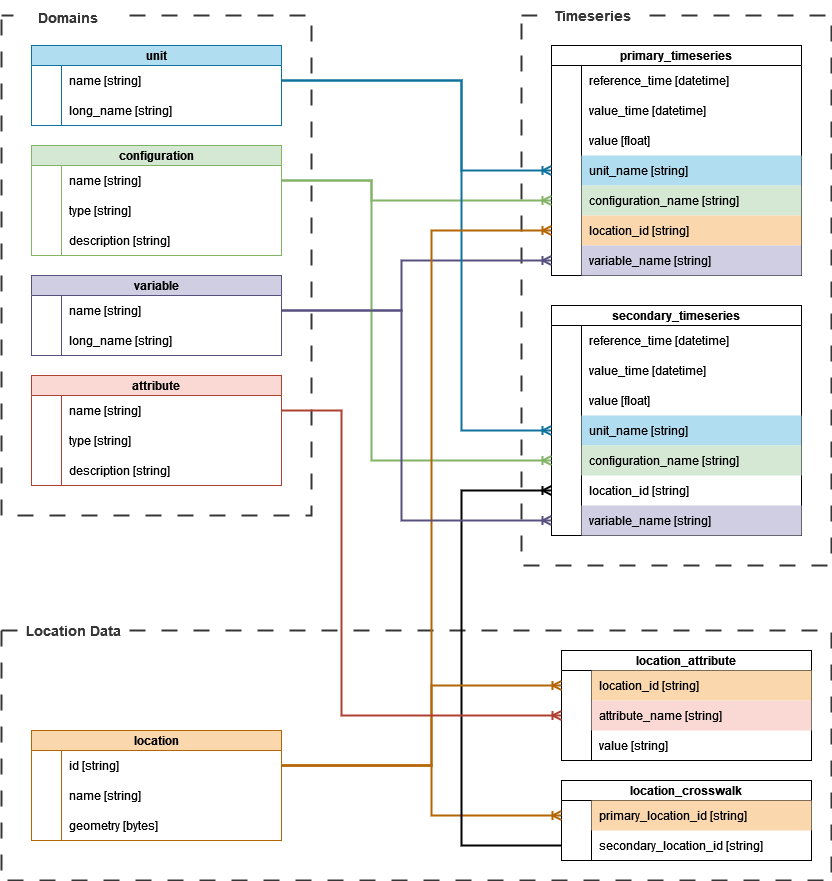 Domains
unit
name [string]
long_name [string]
configuration
name [string]
type [string]
description [string]
variable
name [string]
long_name [string]
attribute
name [string]
type [string]
description [string]
Timeseries
primary_timeseries
reference_time [datetime]
value_time [datetime]
value [float]
unit_name [string]
configuration_name [string]
location_id [string]
variable_name [string]
secondary_timeseries
reference_time [datetime]
value_time [datetime]
value [float]
unit_name [string]
configuration_name [string]
location_id [string]
variable_name [string]
Location Data
location
id [string]
name [string]
geometry [bytes]
location_attribute
location_id [string]
attribute_name [string]
value [string]
location_crosswalk
primary_location_id [string]
secondary_location_id [string]